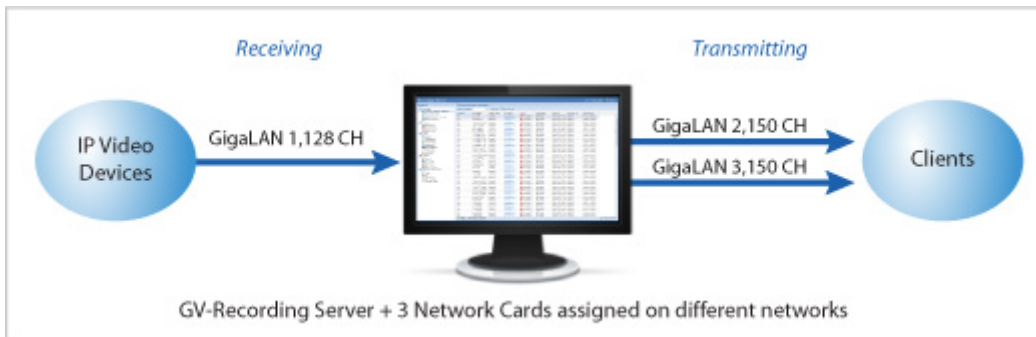 Receiving
Transmitting
IP Video
Devices
GigaLAN 1,128 CH
GigaLAN 2,150 CH
GigaLAN 3,150 CH
Clients
GV-Recording Server + 3 Network Cards assigned on different networks